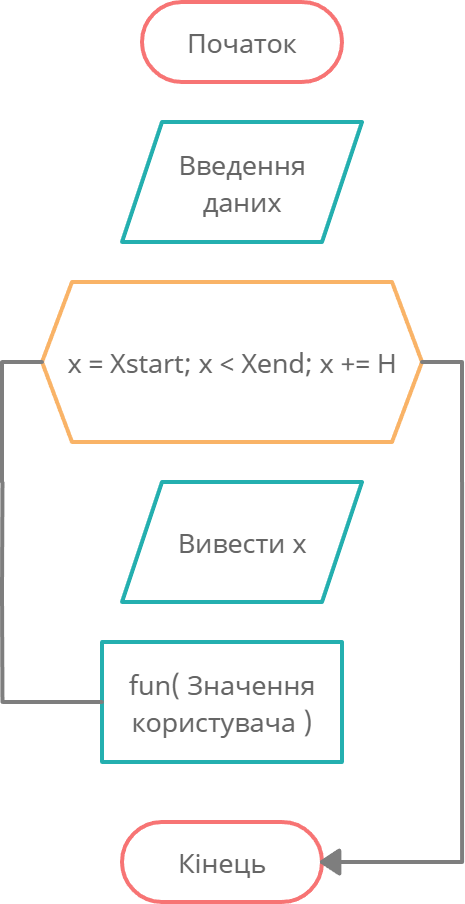 Початок
Введення
даних
x = Xstart; x < Xend; x += H
Вивести x
fun( Значення
користувача )
Кінець